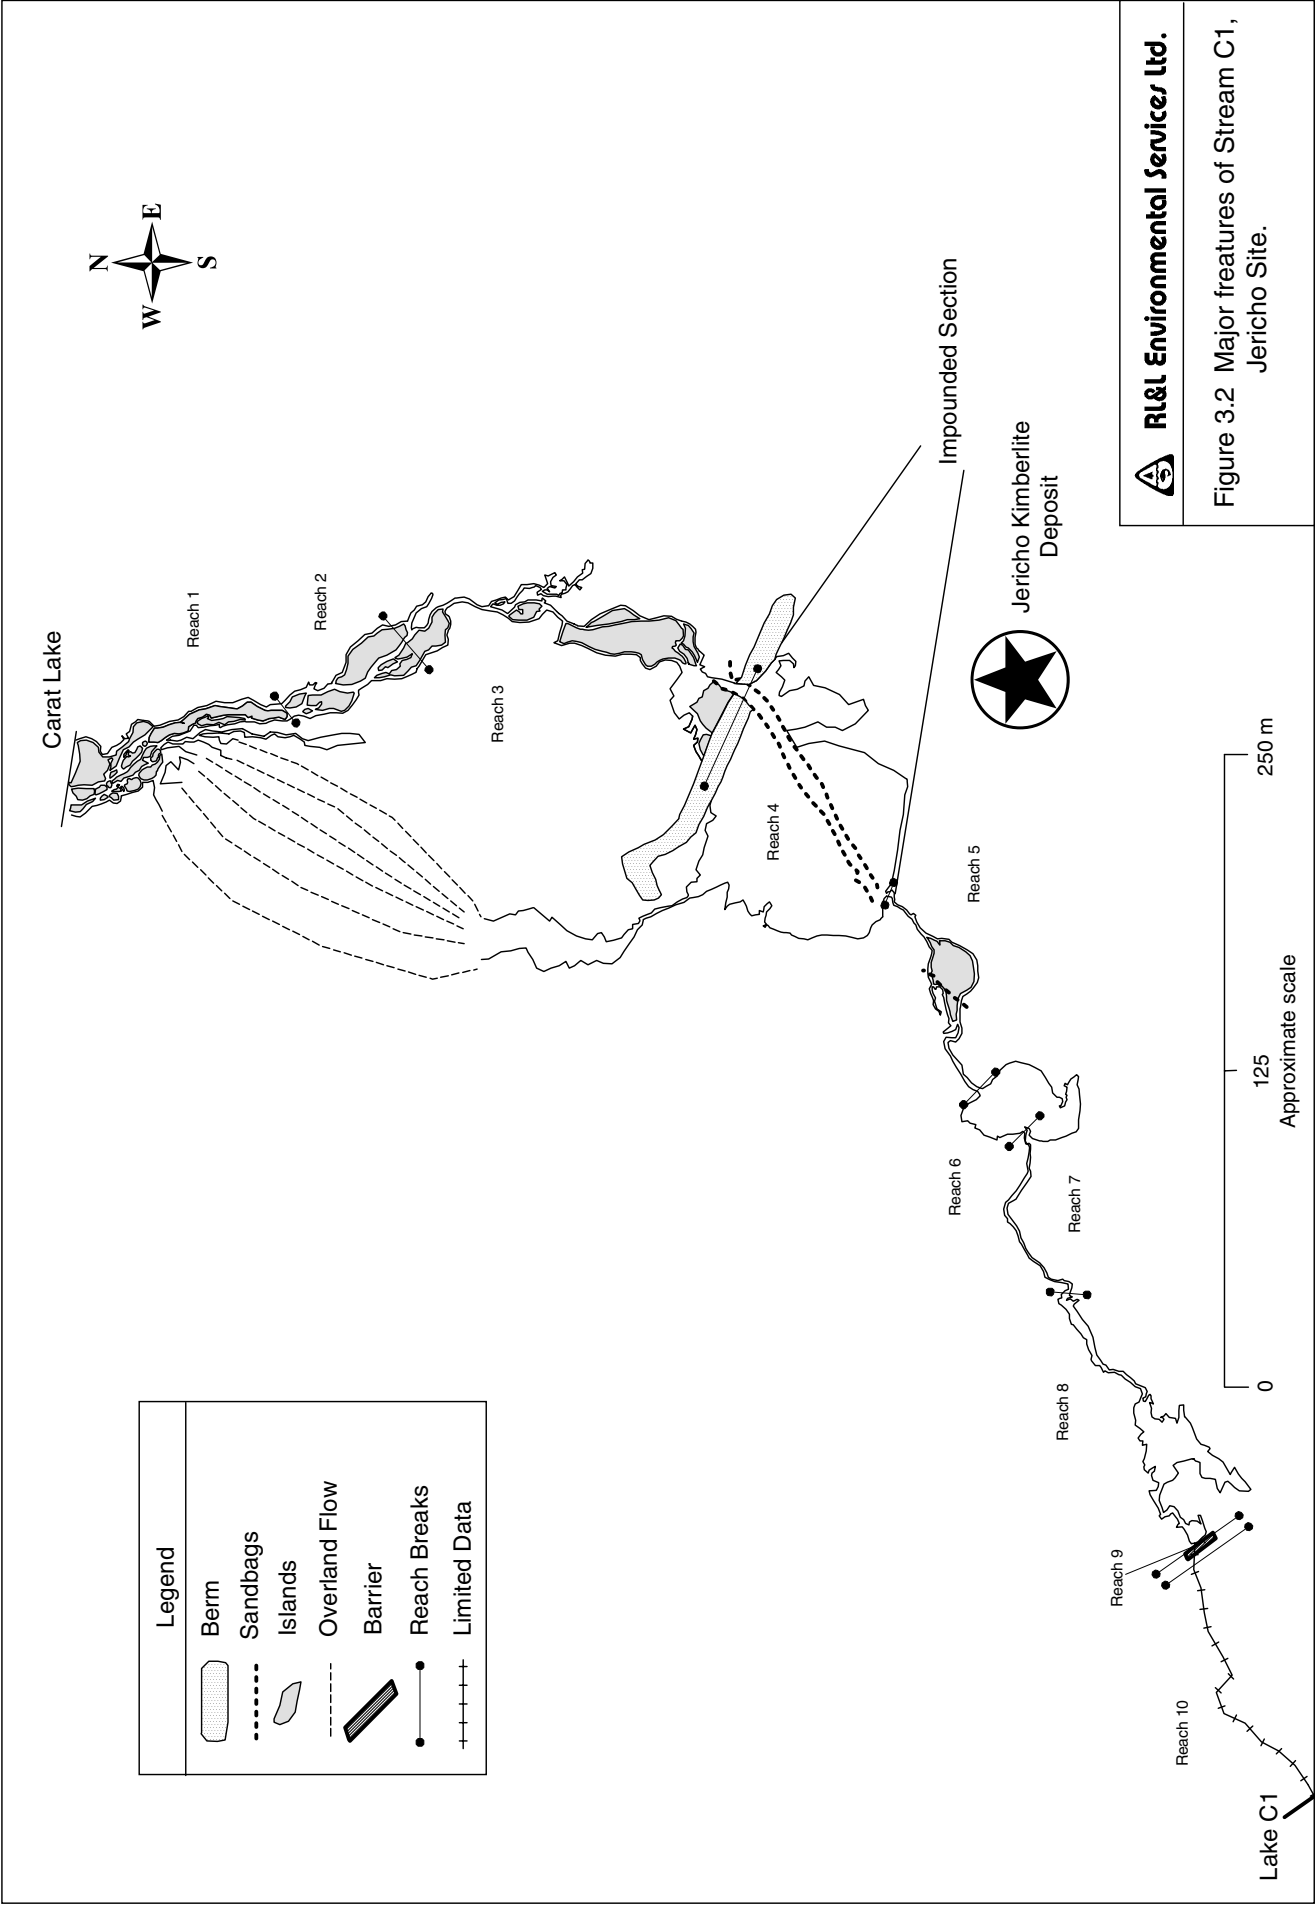 Carat Lake
Reach 1
Reach 2
Reach 3
Reach 4
Reach 5
Reach 6
Reach 7
Reach 8
Reach 9
Reach 10
Lake C1
N
W
E
S
Impounded Section
Jericho Kimberlite
Deposit
Legend
Berm
Sandbags
Islands
Overland Flow
Barrier
Reach Breaks
Limited Data
0
125
250 m
Approximate scale
RL&L Environmental Services Ltd.
Figure 3.2 Major freatures of Stream C1,
Jericho Site.